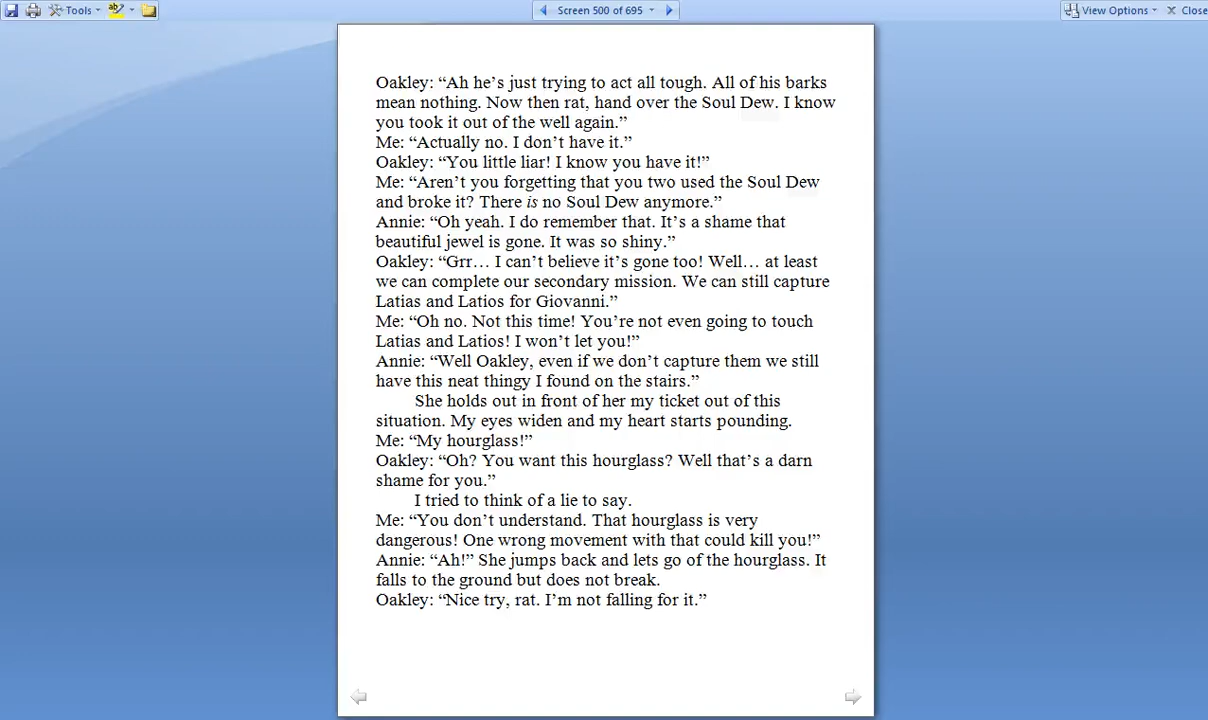 Tools
Screen 500 of 695
View Options
Close
Oakley: “Ah he’s just trying to act all tough. All of his barks
mean nothing. Now then rat, hand over the Soul Dew. I know
you took it out of the well again.”
Me: “Actually no. I don’t have it.”
Oakley: “You little liar! I know you have it!”
Me: “Aren’t you forgetting that you two used the Soul Dew
and broke it? There is no Soul Dew anymore.”
Annie: “Oh yeah. I do remember that. It’s a shame that
beautiful jewel is gone. It was so shiny.”
Oakley: “Grr… I can’t believe it’s gone too! Well… at least
we can complete our secondary mission. We can still capture
Latias and Latios for Giovanni.”
Me: “Oh no. Not this time! You’re not even going to touch
Latias and Latios! I won’t let you!”
Annie: “Well Oakley, even if we don’t capture them we still
have this neat thingy I found on the stairs.”
She holds out in front of her my ticket out of this
situation. My eyes widen and my heart starts pounding.
Me: “My hourglass!”
Oakley: “Oh? You want this hourglass? Well that’s a darn
shame for you.”
I tried to think of a lie to say.
Me: “You don’t understand. That hourglass is very
dangerous! One wrong movement with that could kill you!”
Annie: “Ah!” She jumps back and lets go of the hourglass. It
falls to the ground but does not break.
Oakley: “Nice try, rat. I’m not falling for it.”